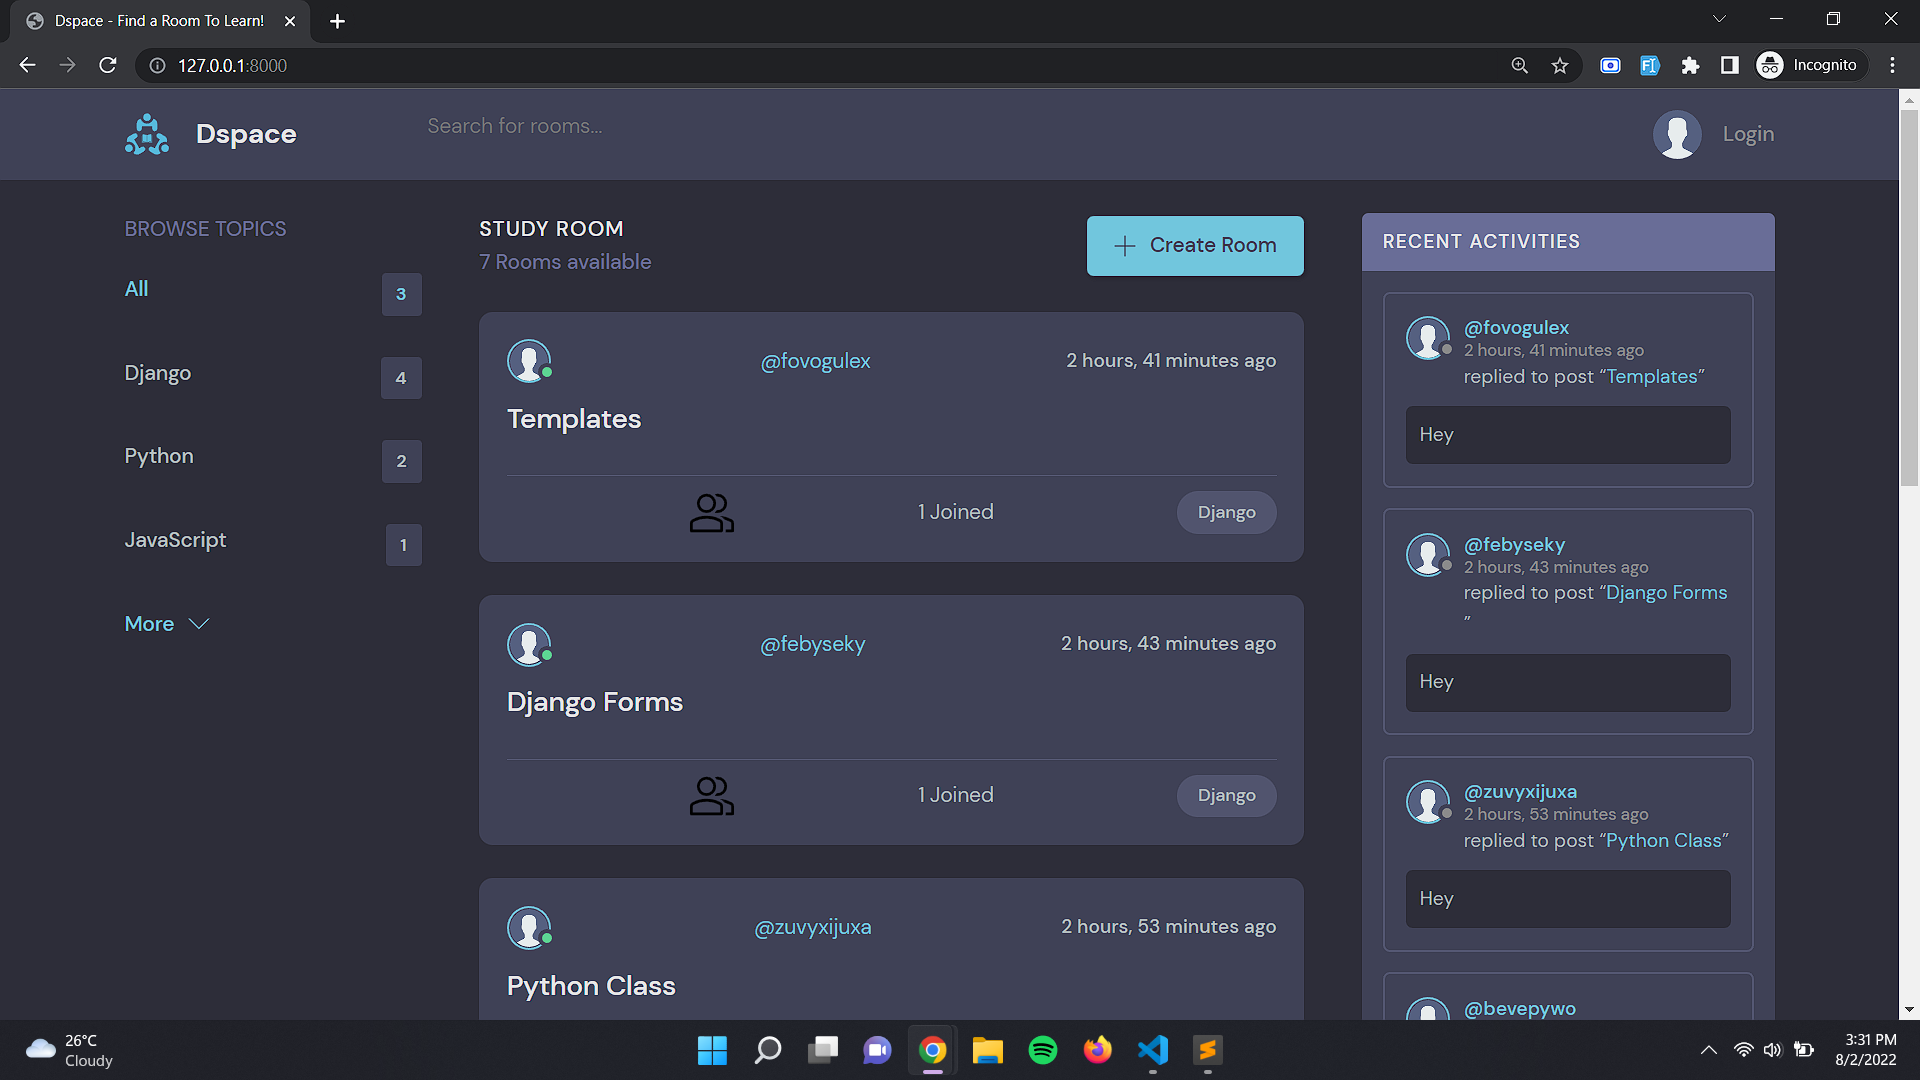 Dspace - Find a Room To Learn!
127.0.0.1:8000
Incognito
Dspace
Search for rooms...
Login
BROWSE TOPICS
All 3
Django 4
Python 2
JavaScript 1
More
STUDY ROOM
7 Rooms available
Create Room
@fovogulex 2 hours, 41 minutes ago
Templates
1 Joined Django
@febyseky 2 hours, 43 minutes ago
Django Forms
1 Joined Django
@zuvyxijuxa 2 hours, 53 minutes ago
Python Class
RECENT ACTIVITIES
@fovogulex
2 hours, 41 minutes ago
replied to post “Templates”
Hey
@febyseky
2 hours, 43 minutes ago
replied to post “Django Forms
”
Hey
@zuvyxijuxa
2 hours, 53 minutes ago
replied to post “Python Class”
Hey
@bevepywo
26°C
Cloudy
3:31 PM
8/2/2022